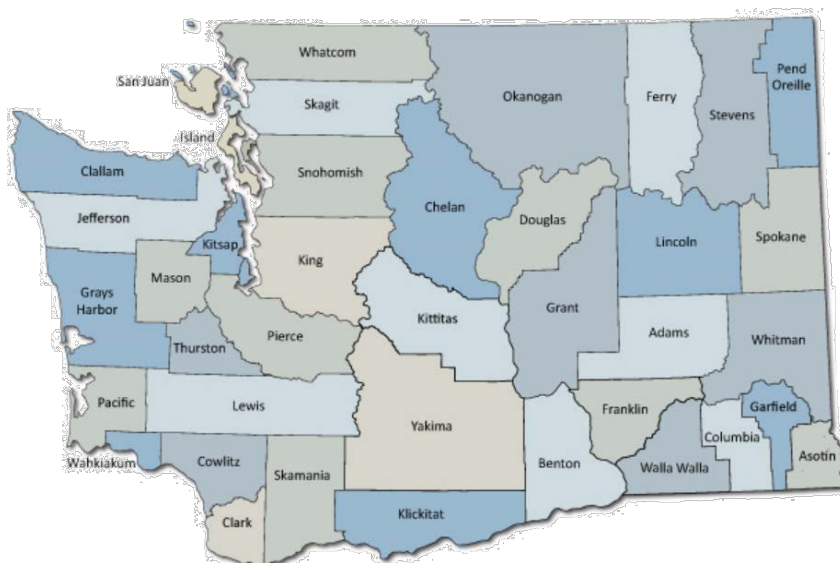 Whatcom
San Juan
Pend
Oreille
Skagit
Okanogan
Ferry
Stevens
Island
Clallam
Snohomish
Chelan
Douglas
Jefferson
Kitsap
King
Lincoln
Spokane
Mason
Grays
Harbor
Kittitas
Grant
Pierce
Adams
Thurston
Whitman
Pacific
Lewis
Yakima
Franklin
Garfield
Columbia
Wahkiakum
Cowlitz
Skamania
Benton
Walla Walla
Asotin
Clark
Klickitat